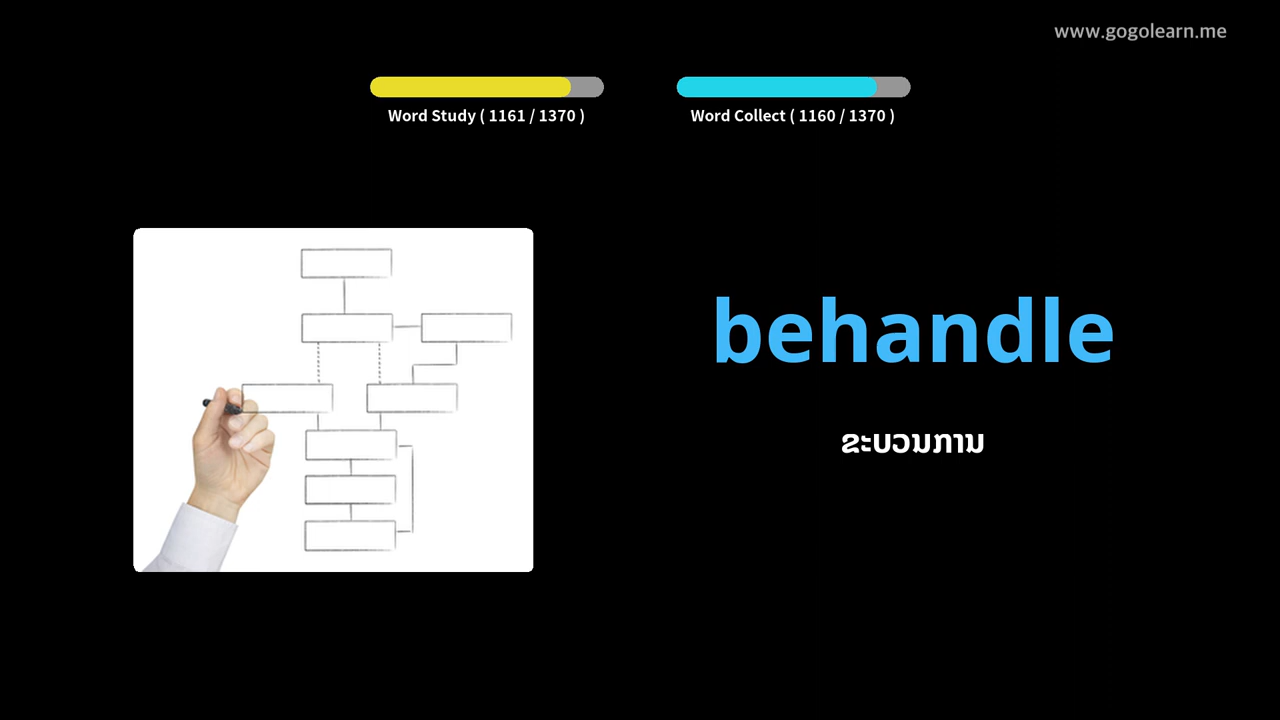 www.gogolearn.me
Word Study ( 1161 / 1370 )
Word Collect ( 1160 / 1370 )
behandle
ຂະບວນການ